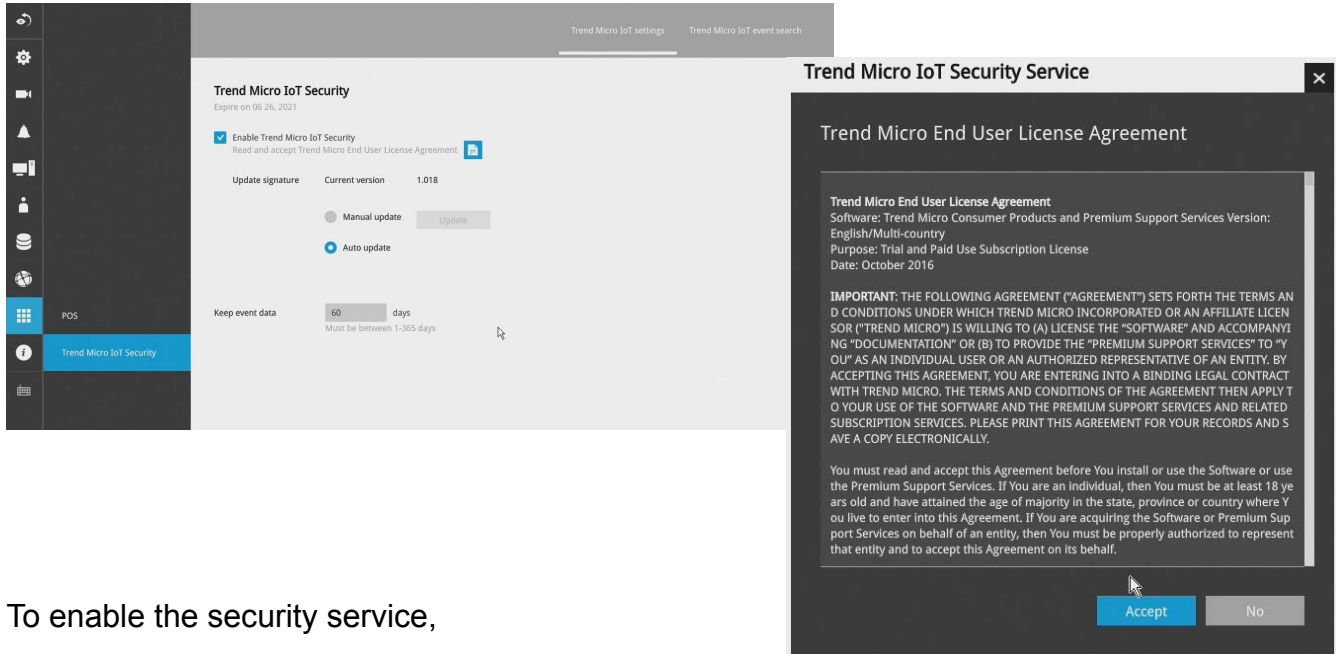 Trend Micro IoT settings Trend Micro IoT event search
Trend Micro IoT Security
Expire on 06 26, 2021
Enable Trend Micro IoT Security
Read and accept Trend Micro End User License Agreement
Update signature Current version 1.018
Manual update Update
Auto update
Keep event data 60 days
Must be between 1-365 days
POS
Trend Micro IoT Security
Trend Micro IoT Security Service
Trend Micro End User License Agreement
Trend Micro End User License Agreement
Software: Trend Micro Consumer Products and Premium Support Services Version:
English/Multi-country
Purpose: Trial and Paid Use Subscription License
Date: October 2016
IMPORTANT: THE FOLLOWING AGREEMENT ("AGREEMENT") SETS FORTH THE TERMS AN
D CONDITIONS UNDER WHICH TREND MICRO INCORPORATED OR AN AFFILIATE LICEN
SOR ("TREND MICRO") IS WILLING TO (A) LICENSE THE “SOFTWARE” AND ACCOMPANYI
NG “DOCUMENTATION” OR (B) TO PROVIDE THE “PREMIUM SUPPORT SERVICES” TO “Y
OU” AS AN INDIVIDUAL USER OR AN AUTHORIZED REPRESENTATIVE OF AN ENTITY. BY
ACCEPTING THIS AGREEMENT, YOU ARE ENTERING INTO A BINDING LEGAL CONTRACT
WITH TREND MICRO. THE TERMS AND CONDITIONS OF THE AGREEMENT THEN APPLY T
O YOUR USE OF THE SOFTWARE AND THE PREMIUM SUPPORT SERVICES AND RELATED
SUBSCRIPTION SERVICES. PLEASE PRINT THIS AGREEMENT FOR YOUR RECORDS AND S
AVE A COPY ELECTRONICALLY.
You must read and accept this Agreement before You install or use the Software or use
the Premium Support Services. If You are an individual, then You must be at least 18 ye
ars old and have attained the age of majority in the state, province or country where Y
ou live to enter into this Agreement. If You are acquiring the Software or Premium Sup
port Services on behalf of an entity, then You must be properly authorized to represent
that entity and to accept this Agreement on its behalf.
Accept No
To enable the security service,